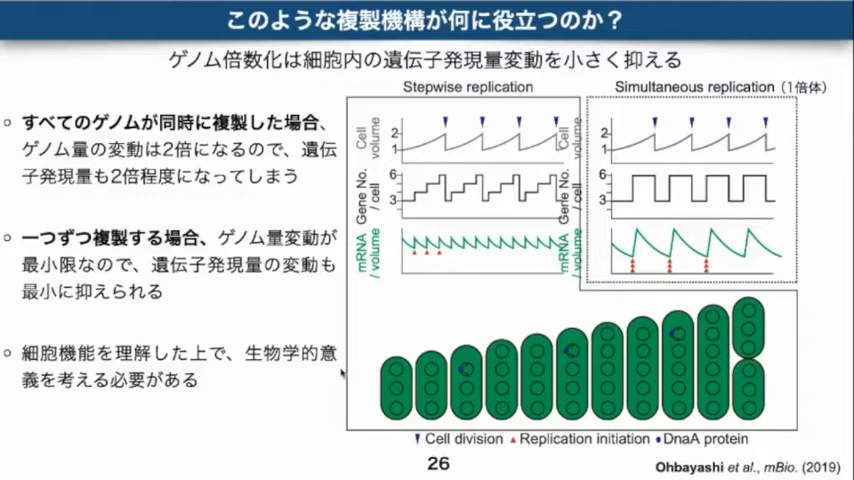 このような複製機構が何に役立つのか？
ゲノム倍数化は細胞内の遺伝子発現量変動を小さく抑える
すべてのゲノムが同時に複製した場合、
ゲノム量の変動は2倍になるので、遺伝
子発現量も2倍程度になってしまう
一つずつ複製する場合、ゲノム量変動が
最小限なので、遺伝子発現量の変動も
最小に抑えられる
細胞機能を理解した上で、生物学的意
義を考える必要がある
Stepwise replication
Cell
volume
2
1
Gene No.
/ cell
6
3
mRNA
/ volume
Simultaneous replication（1倍体）
Cell
volume
2
1
Gene No.
/ cell
6
3
mRNA
/ volume
Cell division Replication initiation DnaA protein
26
Ohbayashi et al., mBio. (2019)